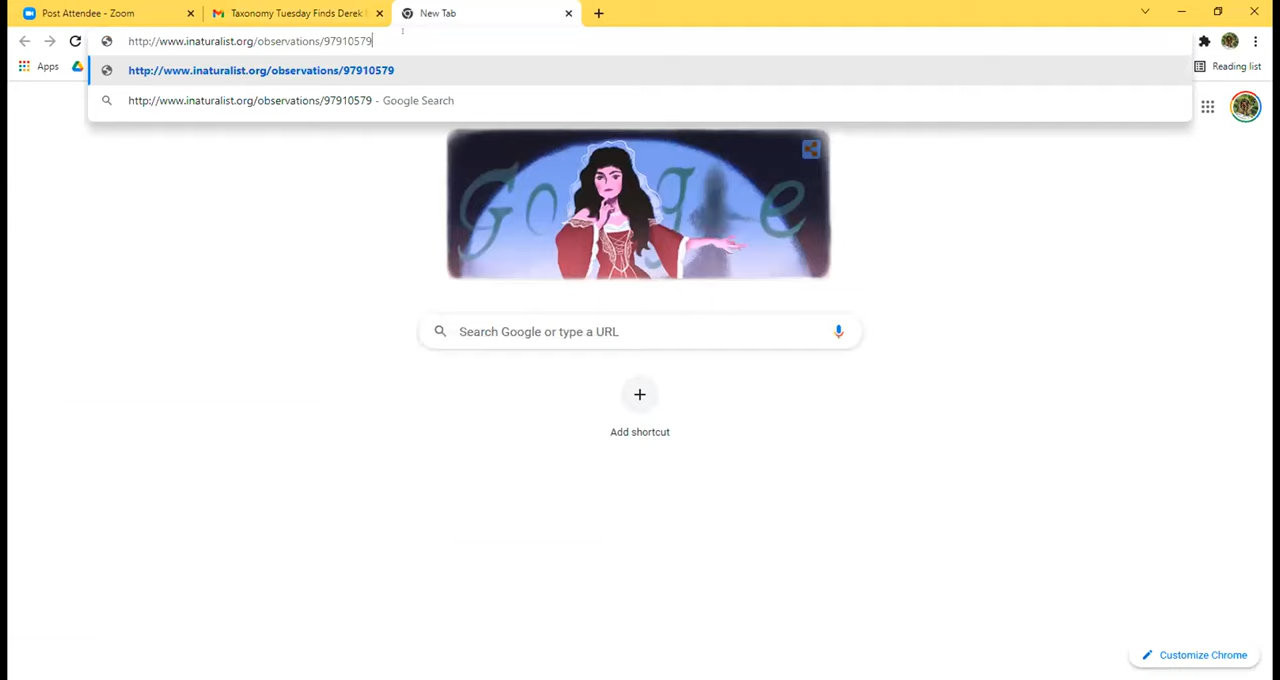 Post Attendee - Zoom
Taxonomy Tuesday Finds Derek
New Tab
http://www.inaturalist.org/observations/97910579
Apps
Reading list
http://www.inaturalist.org/observations/97910579
http://www.inaturalist.org/observations/97910579 - Google Search
Google
Search Google or type a URL
Add shortcut
Customize Chrome